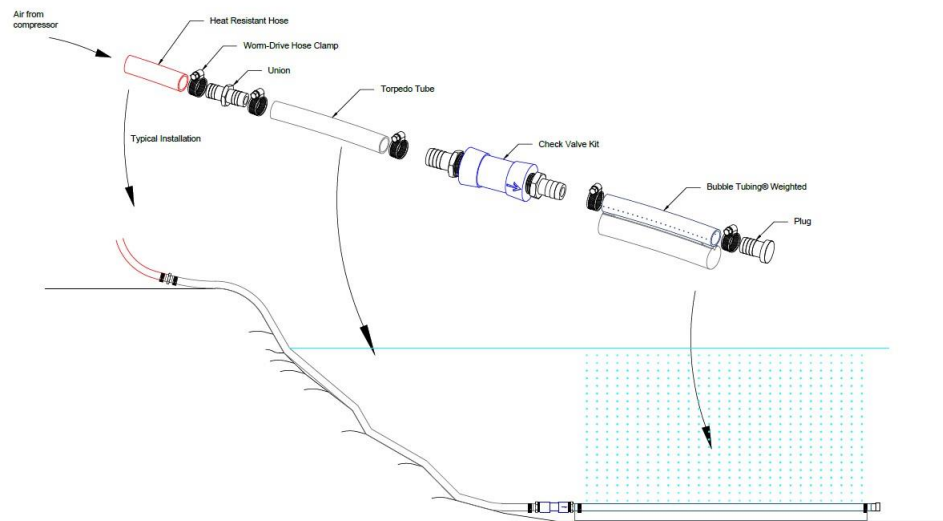 Air from
compressor
Heat Resistant Hose
Worm-Drive Hose Clamp
Union
Torpedo Tube
Typical Installation
Check Valve Kit
Bubble Tubing® Weighted
Plug